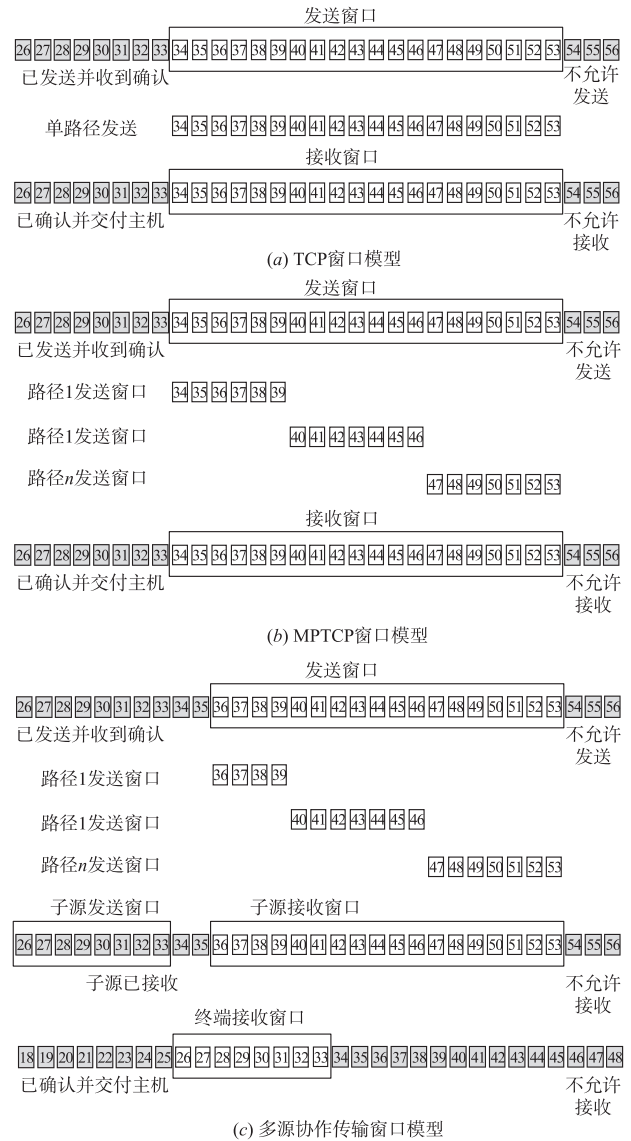 发送窗口
26 27 28 29 30 31 32 33 34 35 36 37 38 39 40 41 42 43 44 45 46 47 48 49 50 51 52 53 54 55 56
已发送并收到确认 不允许
发送
单路径发送 34 35 36 37 38 39 40 41 42 43 44 45 46 47 48 49 50 51 52 53
接收窗口
26 27 28 29 30 31 32 33 34 35 36 37 38 39 40 41 42 43 44 45 46 47 48 49 50 51 52 53 54 55 56
已确认并交付主机 不允许
接收
(a) TCP窗口模型
发送窗口
26 27 28 29 30 31 32 33 34 35 36 37 38 39 40 41 42 43 44 45 46 47 48 49 50 51 52 53 54 55 56
已发送并收到确认 不允许
发送
路径1发送窗口 34 35 36 37 38 39
路径1发送窗口 40 41 42 43 44 45 46
路径n发送窗口 47 48 49 50 51 52 53
接收窗口
26 27 28 29 30 31 32 33 34 35 36 37 38 39 40 41 42 43 44 45 46 47 48 49 50 51 52 53 54 55 56
已确认并交付主机 不允许
接收
(b) MPTCP窗口模型
发送窗口
26 27 28 29 30 31 32 33 34 35 36 37 38 39 40 41 42 43 44 45 46 47 48 49 50 51 52 53 54 55 56
已发送并收到确认 不允许
发送
路径1发送窗口 36 37 38 39
路径1发送窗口 40 41 42 43 44 45 46
路径n发送窗口 47 48 49 50 51 52 53
子源发送窗口 子源接收窗口
26 27 28 29 30 31 32 33 34 35 36 37 38 39 40 41 42 43 44 45 46 47 48 49 50 51 52 53 54 55 56
子源已接收 不允许
接收
终端接收窗口
18 19 20 21 22 23 24 25 26 27 28 29 30 31 32 33 34 35 36 37 38 39 40 41 42 43 44 45 46 47 48
已确认并交付主机 不允许
接收
(c) 多源协作传输窗口模型